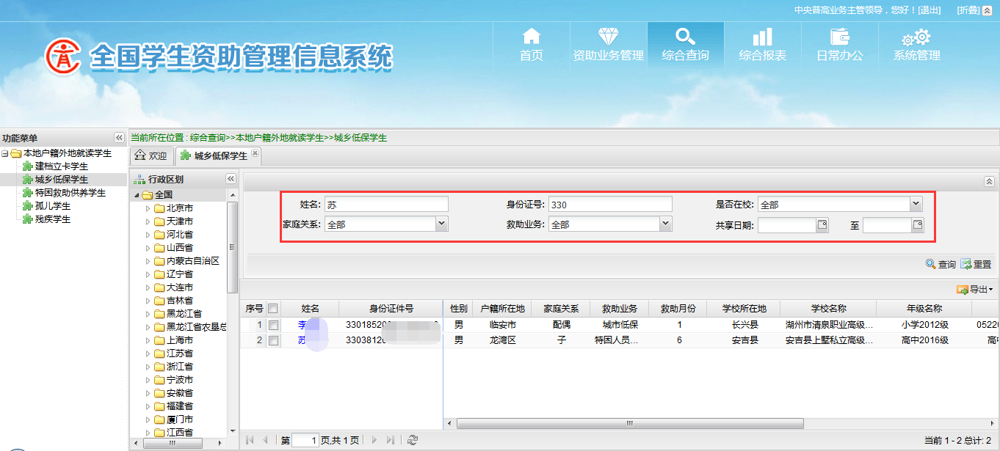 中央普高业务主管领导，您好！[退出] [折叠]
全国学生资助管理信息系统
首页 资助业务管理 综合查询 综合报表 日常办公 系统管理
功能菜单
本地户籍外地就读学生
建档立卡学生
城乡低保学生
特困救助供养学生
孤儿学生
残疾学生
当前所在位置 : 综合查询>>本地户籍外地就读学生>>城乡低保学生
欢迎 城乡低保学生
行政区划
全国
北京市
天津市
河北省
山西省
内蒙古自治区
辽宁省
大连市
吉林省
黑龙江省
黑龙江省农垦总
上海市
江苏省
浙江省
宁波市
安徽省
福建省
厦门市
江西省
姓名: 苏 身份证号: 330 是否在校: 全部
家庭关系: 全部 救助业务: 全部 共享日期: 至
查询 重置
导出
序号 姓名 身份证件号 性别 户籍所在地 家庭关系 救助业务 救助月份 学校所在地 学校名称 年级名称
1 李 3301852 男 临安市 配偶 城市低保 1 长兴县 湖州市清泉职业高级... 小学2012级 0522
2 苏 3303812 男 龙湾区 子 特困人员... 6 安吉县 安吉县上墅私立高级... 高中2016级 高
第 1 页,共 1 页
当前 1 - 2 总计: 2